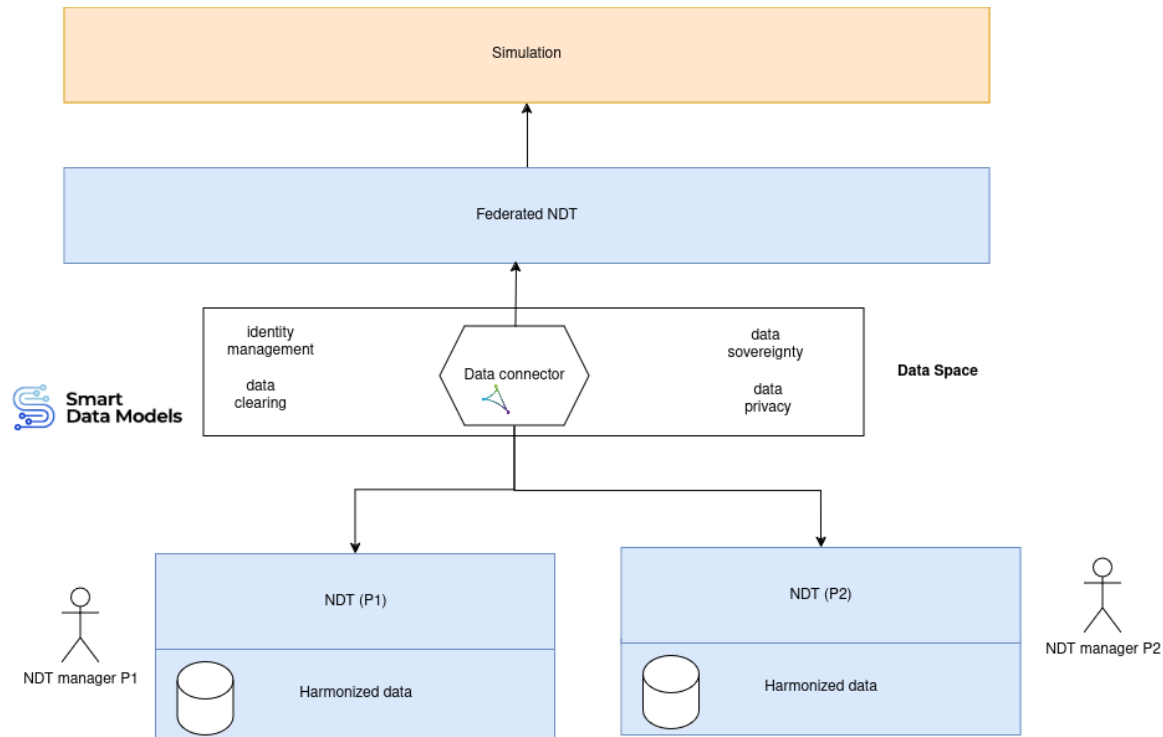 Simulation
Federated NDT
identity
management
data
clearing
Data connector
data
sovereignty
data
privacy
Data Space
Smart
Data Models
NDT (P1)
NDT (P2)
NDT manager P1
NDT manager P2
Harmonized data
Harmonized data